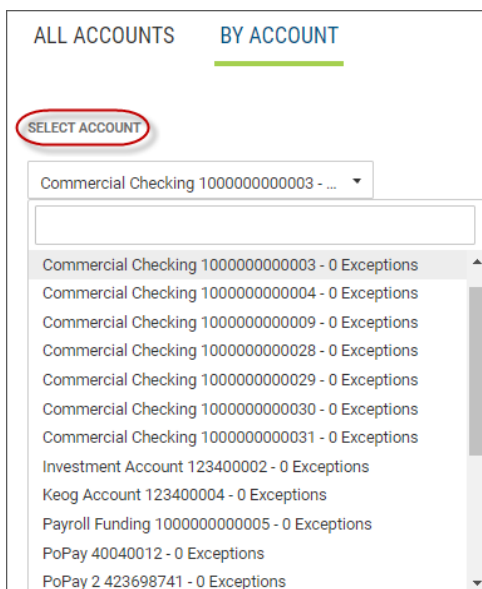 ALL ACCOUNTS BY ACCOUNT
SELECT ACCOUNT
Commercial Checking 1000000000003 - ...
Commercial Checking 1000000000003 - 0 Exceptions
Commercial Checking 1000000000004 - 0 Exceptions
Commercial Checking 1000000000009 - 0 Exceptions
Commercial Checking 1000000000028 - 0 Exceptions
Commercial Checking 1000000000029 - 0 Exceptions
Commercial Checking 1000000000030 - 0 Exceptions
Commercial Checking 1000000000031 - 0 Exceptions
Investment Account 123400002 - 0 Exceptions
Keog Account 123400004 - 0 Exceptions
Payroll Funding 1000000000005 - 0 Exceptions
PoPay 40040012 - 0 Exceptions
PoPay 2 423698741 - 0 Exceptions